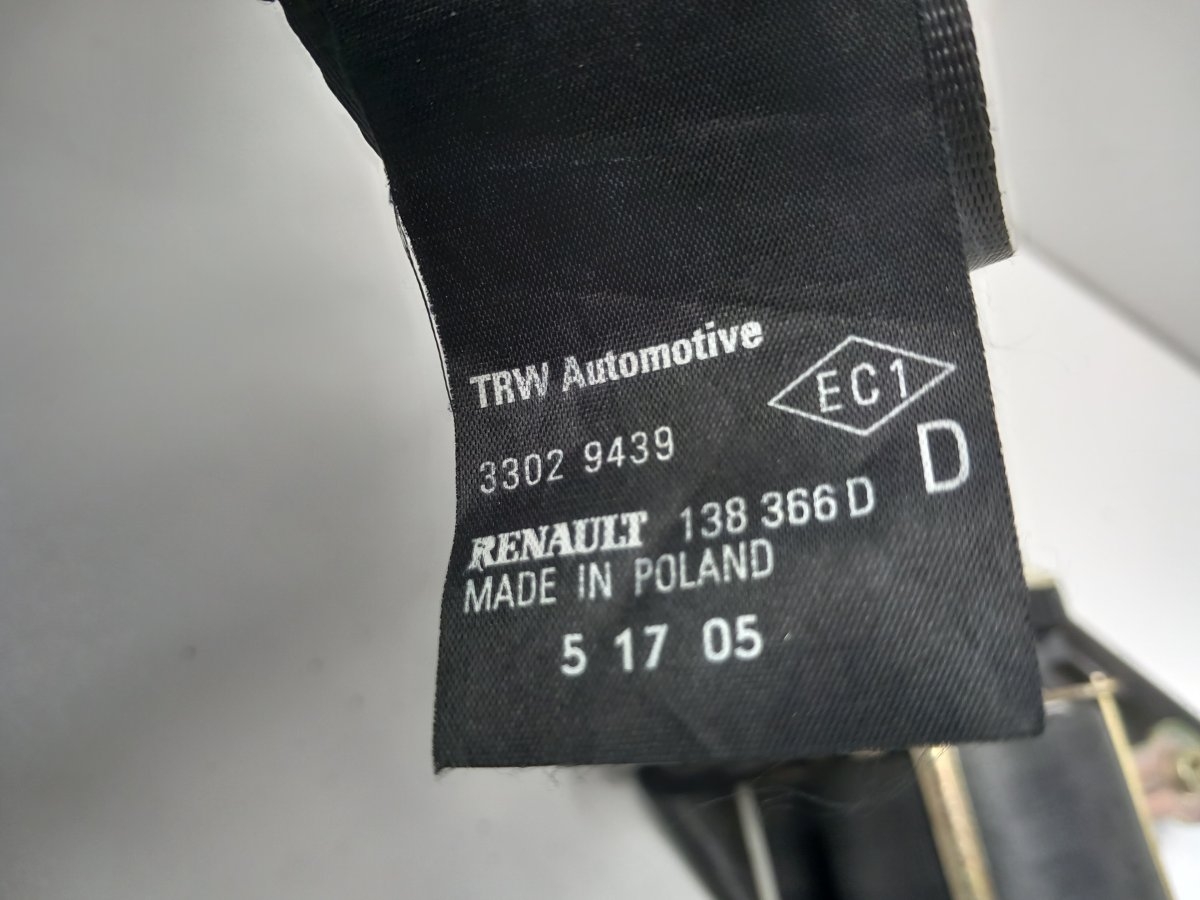 TRW Automotive
EC1
3302 9439
D
RENAULT 138 366 D
MADE IN POLAND
5 17 05